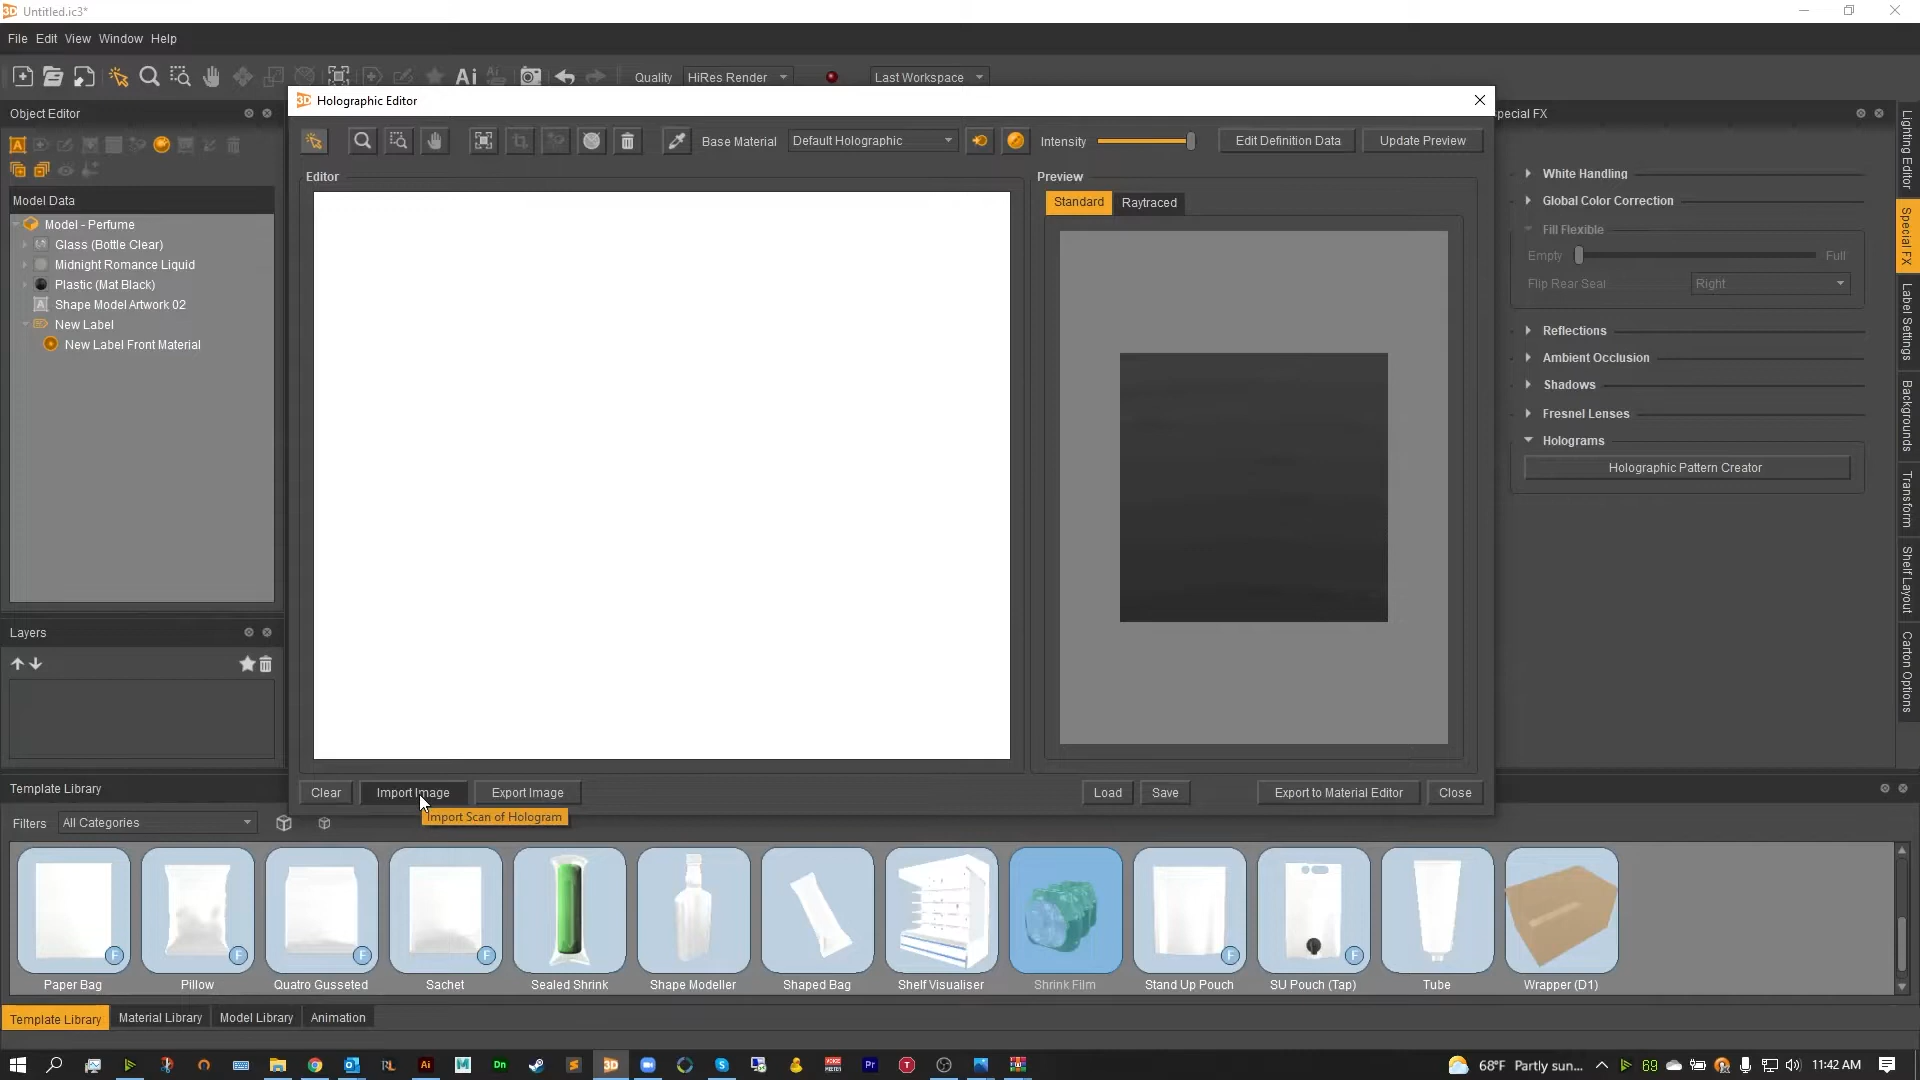 Untitled.ic3*
File Edit View Window Help
Quality HiRes Render Last Workspace
Object Editor
Model Data
Model - Perfume
Glass (Bottle Clear)
Midnight Romance Liquid
Plastic (Mat Black)
Shape Model Artwork 02
New Label
New Label Front Material
Layers
Holographic Editor
Base Material Default Holographic Intensity Edit Definition Data Update Preview
Editor
Preview
Standard Raytraced
Clear Import Image Export Image Load Save Export to Material Editor Close
Import Scan of Hologram
pecial FX
White Handling
Global Color Correction
Fill Flexible
Empty Full
Flip Rear Seal Right
Reflections
Ambient Occlusion
Shadows
Fresnel Lenses
Holograms
Holographic Pattern Creator
Lighting Editor
Special FX
Label Settings
Backgrounds
Transform
Shelf Layout
Carton Options
Template Library
Filters All Categories
F F F F F F
Paper Bag Pillow Quatro Gusseted Sachet Sealed Shrink Shape Modeller Shaped Bag Shelf Visualiser Shrink Film Stand Up Pouch SU Pouch (Tap) Tube Wrapper (D1)
Template Library Material Library Model Library Animation
68°F Partly sun... 69 11:42 AM